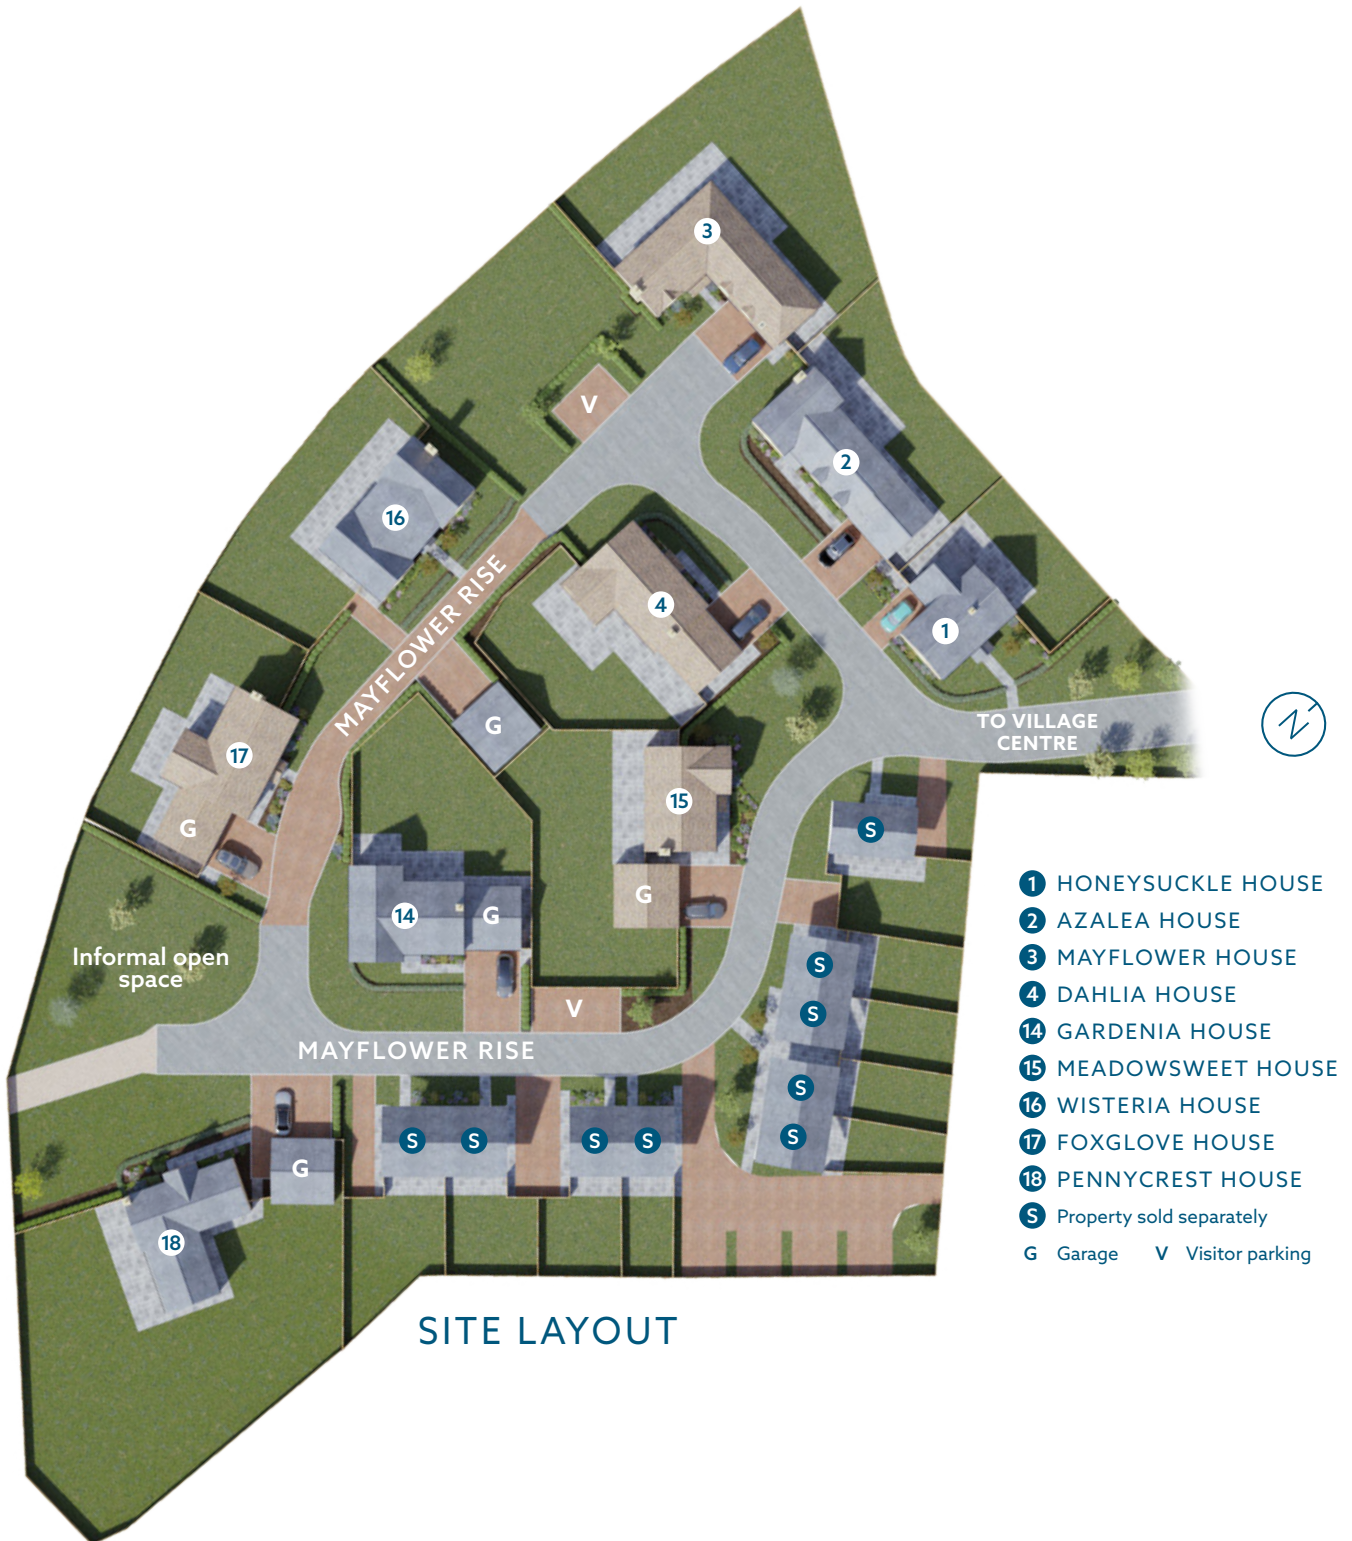 3
V
2
16
MAYFLOWER RISE
4
1
G
TO VILLAGE
CENTRE
N
17
15
G
S
14
G
G
Informal open
space
S
V
S
MAYFLOWER RISE
S
S
S
S
S
S
G
18
1 HONEYSUCKLE HOUSE
2 AZALEA HOUSE
3 MAYFLOWER HOUSE
4 DAHLIA HOUSE
14 GARDENIA HOUSE
15 MEADOWSWEET HOUSE
16 WISTERIA HOUSE
17 FOXGLOVE HOUSE
18 PENNYCREST HOUSE
S Property sold separately
G Garage V Visitor parking
SITE LAYOUT